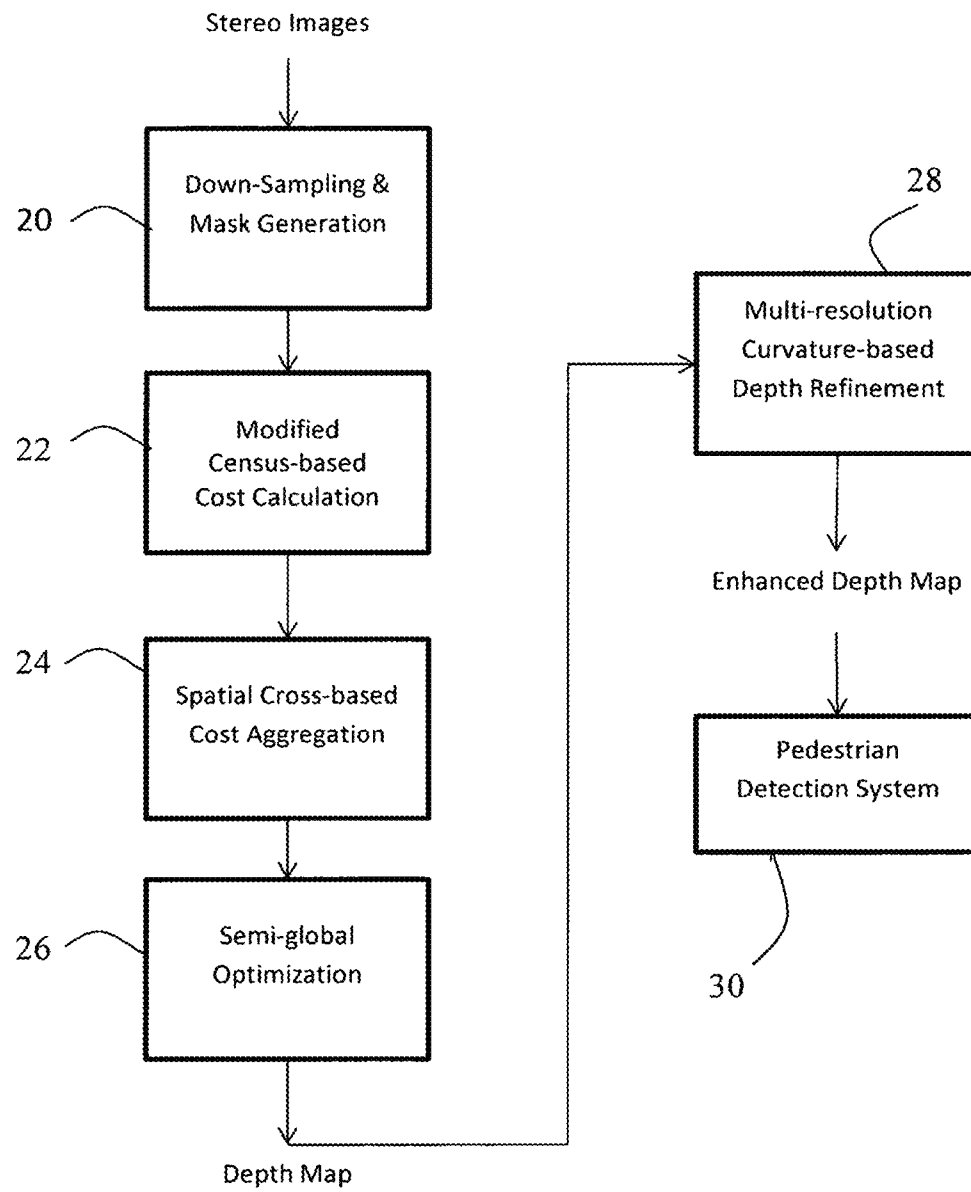 Stereo Images
20
Down-Sampling &
Mask Generation
22
Modified
Census-based
Cost Calculation
24
Spatial Cross-based
Cost Aggregation
26
Semi-global
Optimization
Depth Map
28
Multi-resolution
Curvature-based
Depth Refinement
Enhanced Depth Map
Pedestrian
Detection System
30